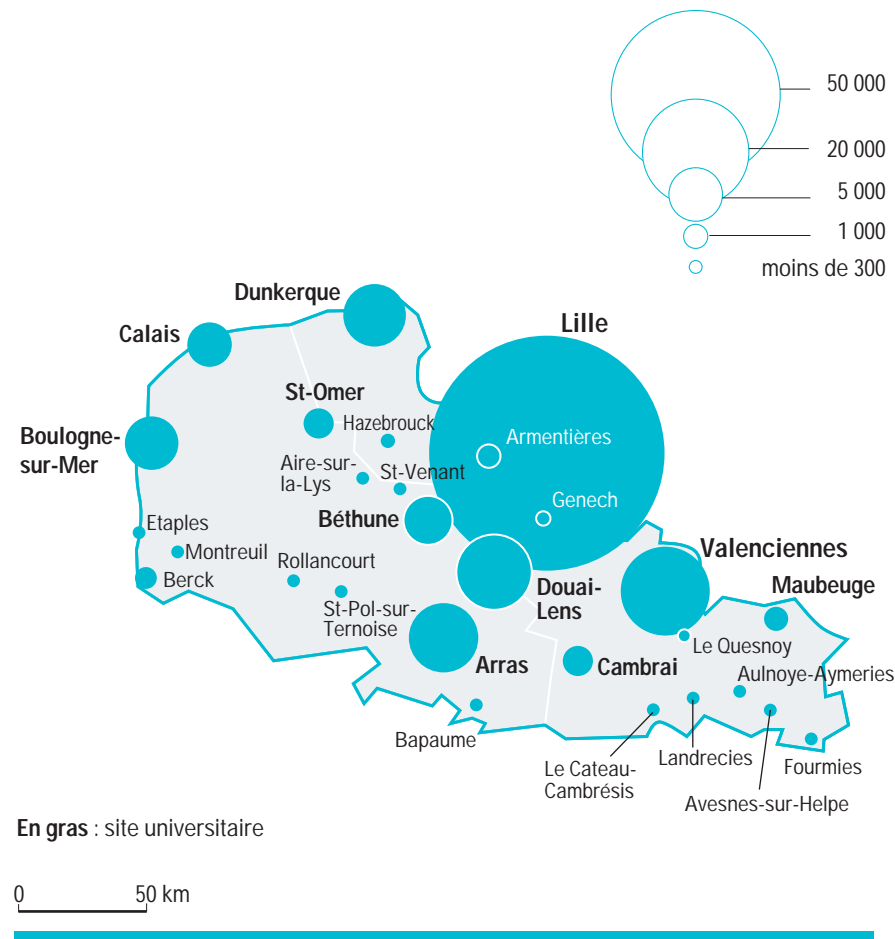 50 000
20 000
5 000
1 000
moins de 300
Dunkerque
Calais
Lille
St-Omer
Hazebrouck
Armentières
Boulogne-
sur-Mer
Aire-sur-
la-Lys
St-Venant
Genech
Béthune
Etaples
Montreuil
Rollancourt
Valenciennes
Berck
Douai-
Lens
Maubeuge
St-Pol-sur-
Ternoise
Le Quesnoy
Arras
Cambrai
Aulnoye-Aymeries
Bapaume
Le Cateau-
Cambrésis
Landrecies
Fourmies
Avesnes-sur-Helpe
En gras : site universitaire
0 50 km